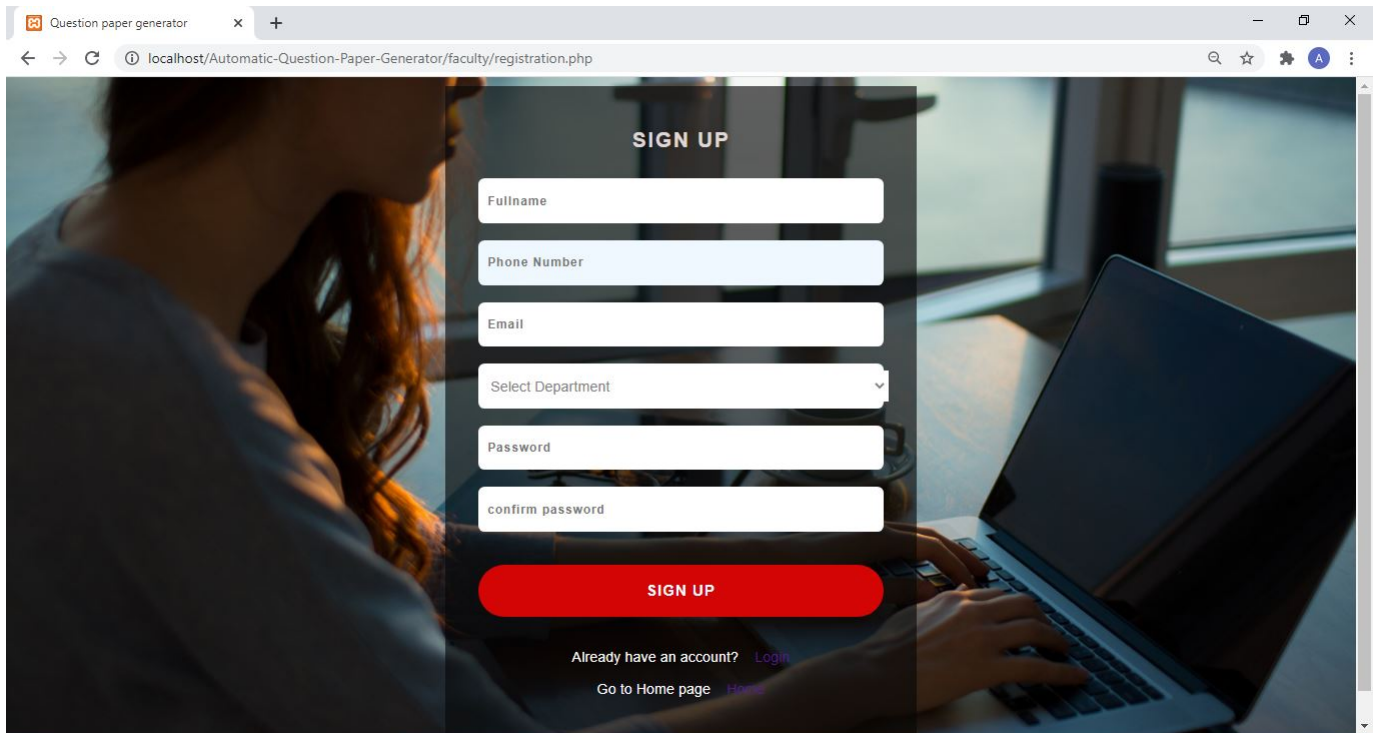 Question paper generator
localhost/Automatic-Question-Paper-Generator/faculty/registration.php
A
SIGN UP
Fullname
Phone Number
Email
Select Department
Password
confirm password
SIGN UP
Already have an account? Login
Go to Home page Home